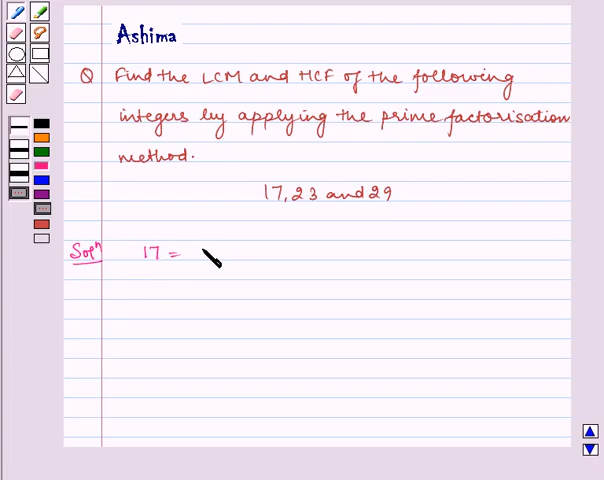 Ashima
Q Find the LCM and HCF of the following
integers by applying the prime factorisation
method.
17, 23 and 29
Solⁿ 17 =